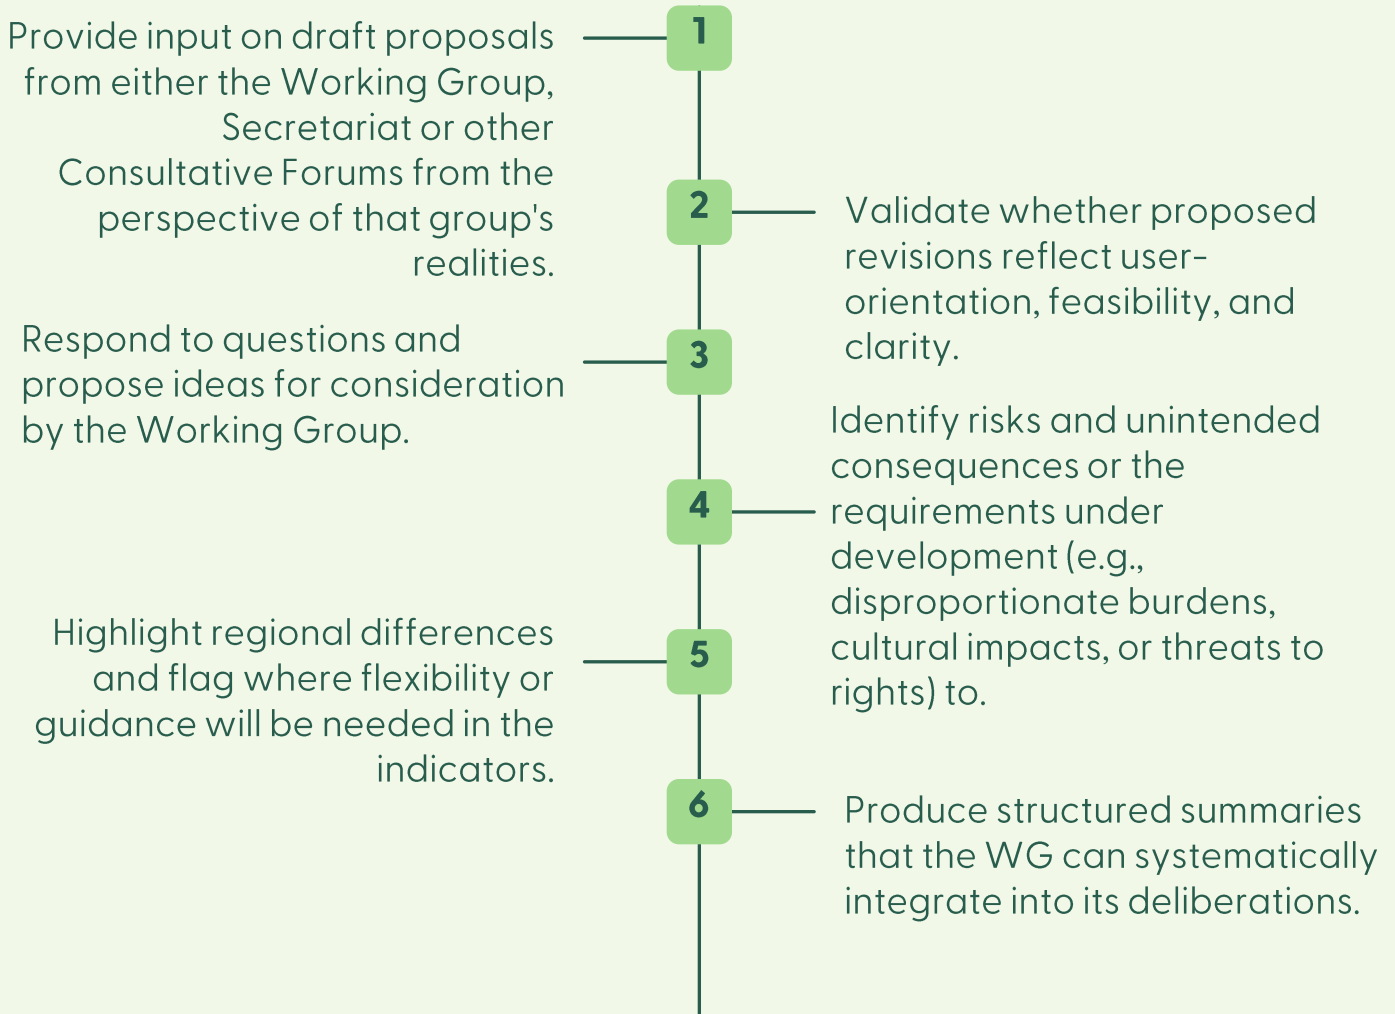 1
Provide input on draft proposals
from either the Working Group,
Secretariat or other
Consultative Forums from the
perspective of that group's
realities.
2
Validate whether proposed
revisions reflect user-
orientation, feasibility, and
clarity.
3
Respond to questions and
propose ideas for consideration
by the Working Group.
4
Identify risks and unintended
consequences or the
requirements under
development (e.g.,
disproportionate burdens,
cultural impacts, or threats to
rights) to.
5
Highlight regional differences
and flag where flexibility or
guidance will be needed in the
indicators.
6
Produce structured summaries
that the WG can systematically
integrate into its deliberations.